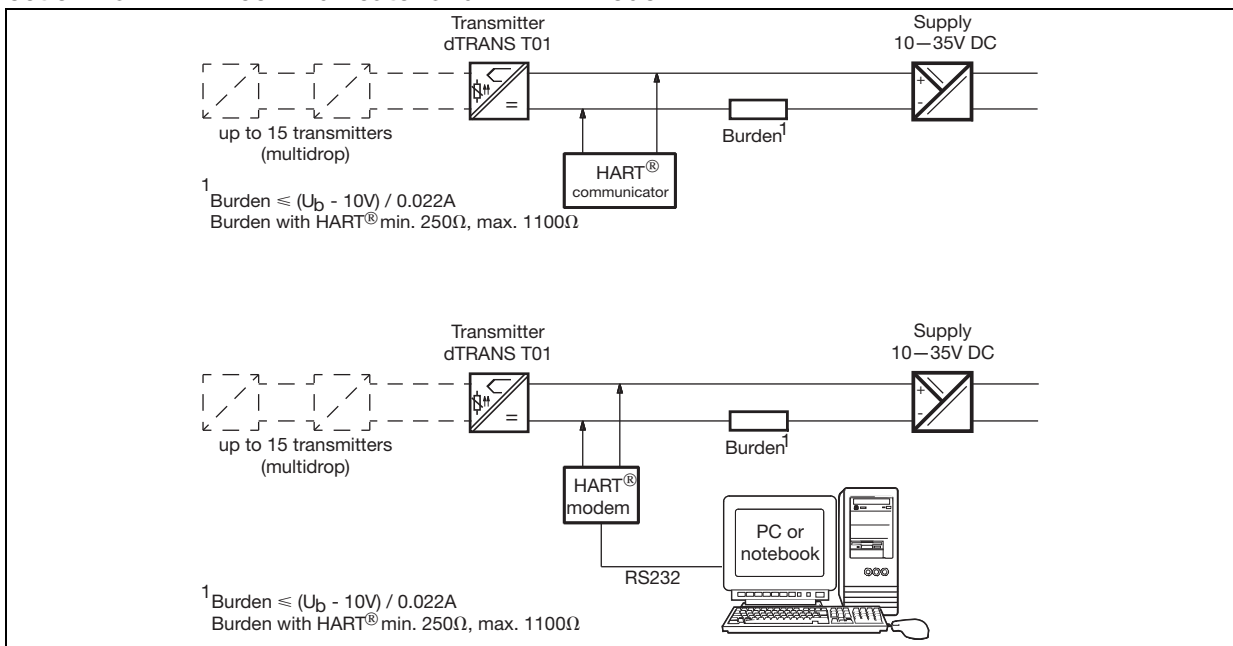 Transmitter
dTRANS T01
Supply
10—35V DC
+
-
=
up to 15 transmitters
(multidrop)
Burden1
HART®
communicator
1
Burden ≤ (Ub - 10V) / 0.022A
Burden with HART® min. 250Ω, max. 1100Ω
Transmitter
dTRANS T01
Supply
10—35V DC
+
-
=
up to 15 transmitters
(multidrop)
Burden1
HART®
modem
PC or
notebook
RS232
1
Burden ≤ (Ub - 10V) / 0.022A
Burden with HART® min. 250Ω, max. 1100Ω